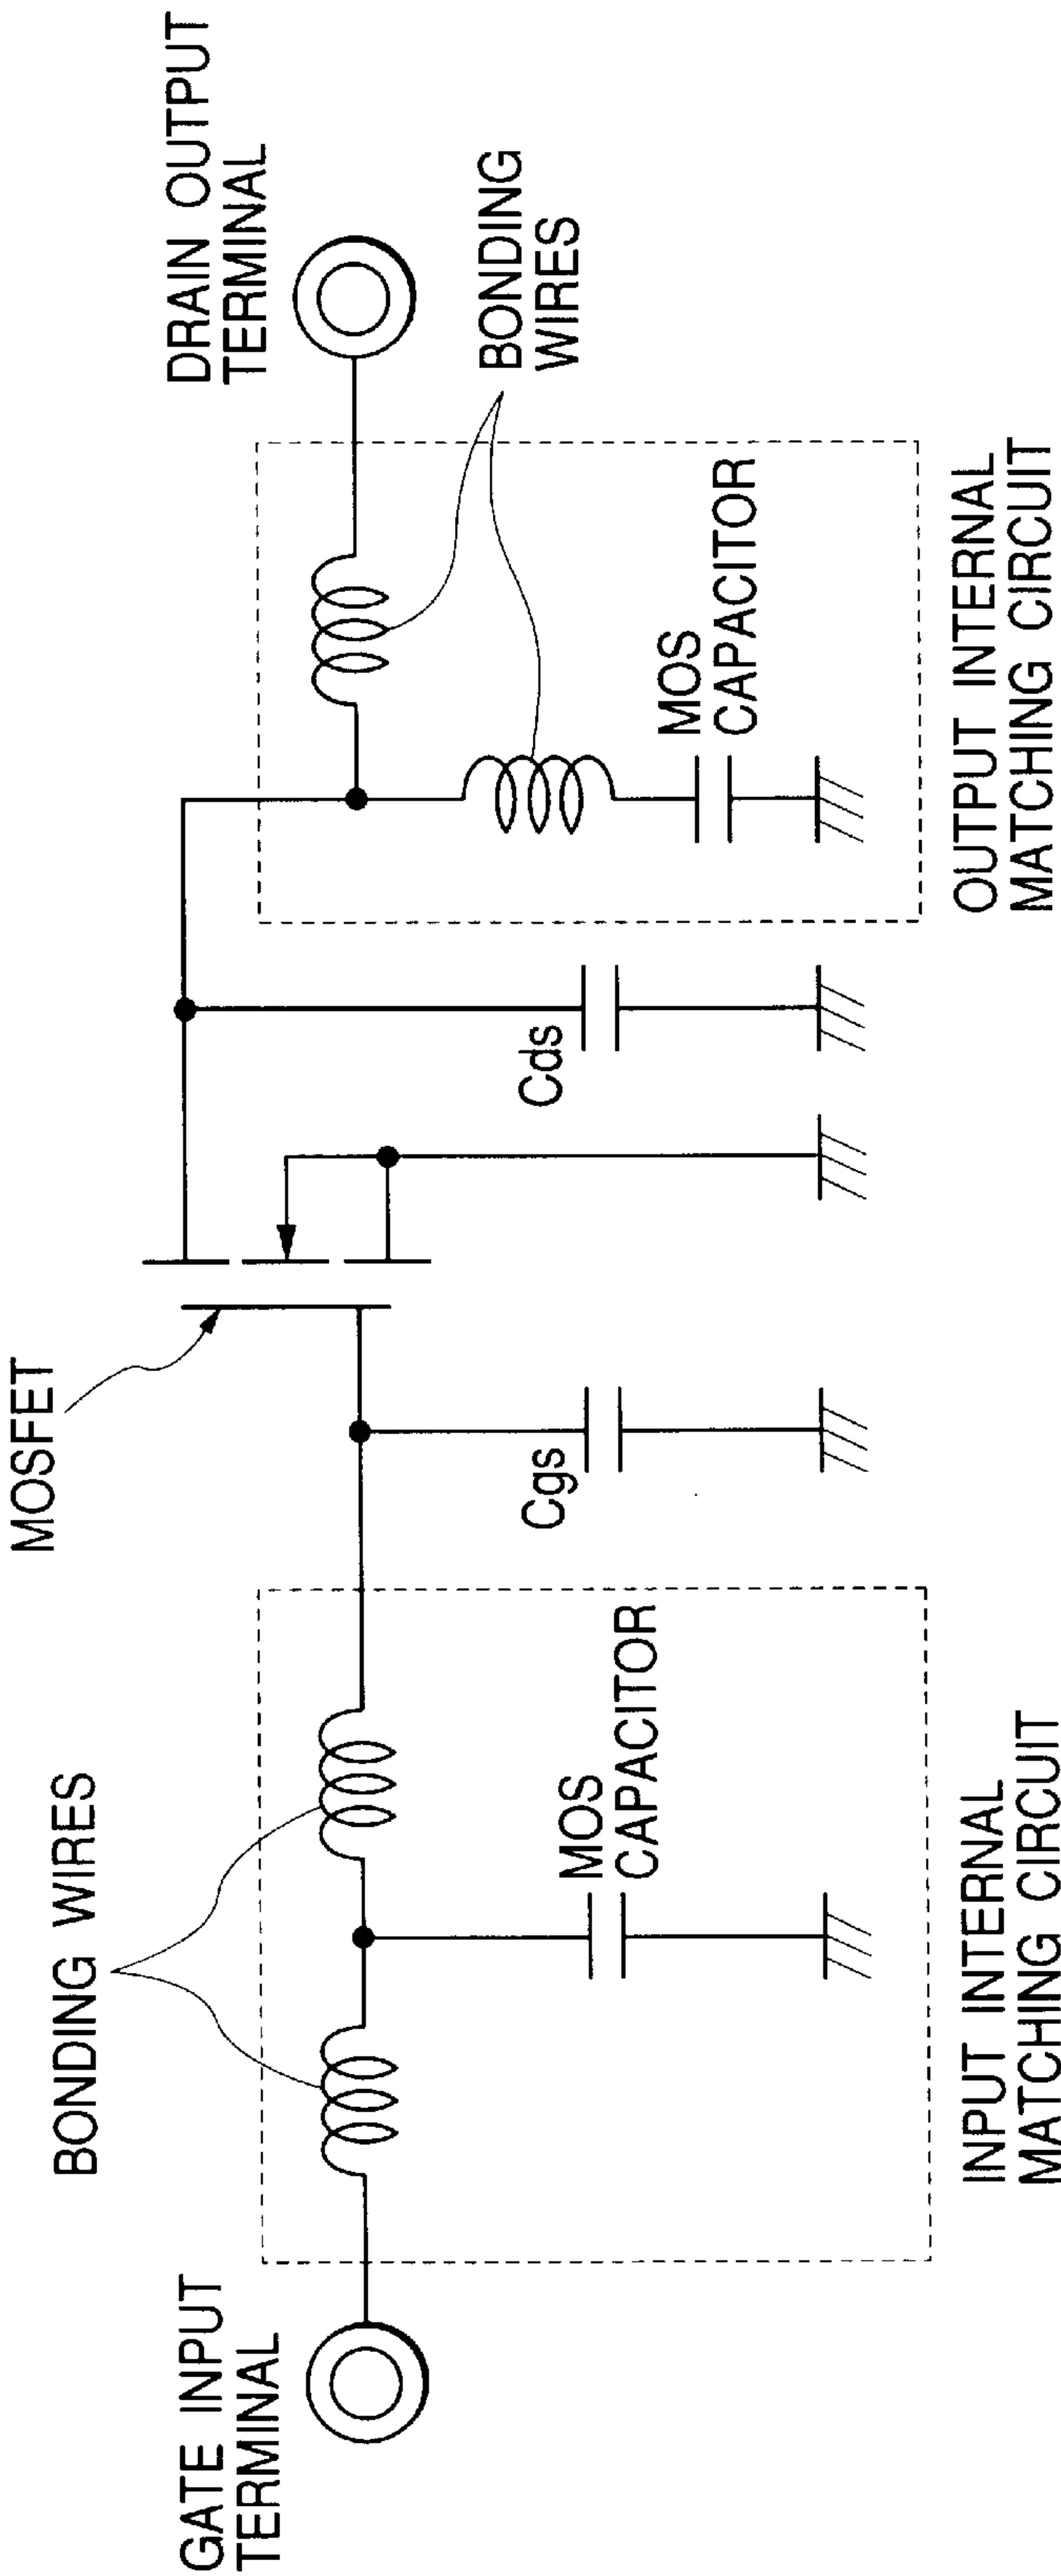 MOSFET
BONDING WIRES
GATE INPUT
TERMINAL
DRAIN OUTPUT
TERMINAL
BONDING
WIRES
MOS
CAPACITOR
Cgs
Cds
MOS
CAPACITOR
INPUT INTERNAL
MATCHING CIRCUIT
OUTPUT INTERNAL
MATCHING CIRCUIT